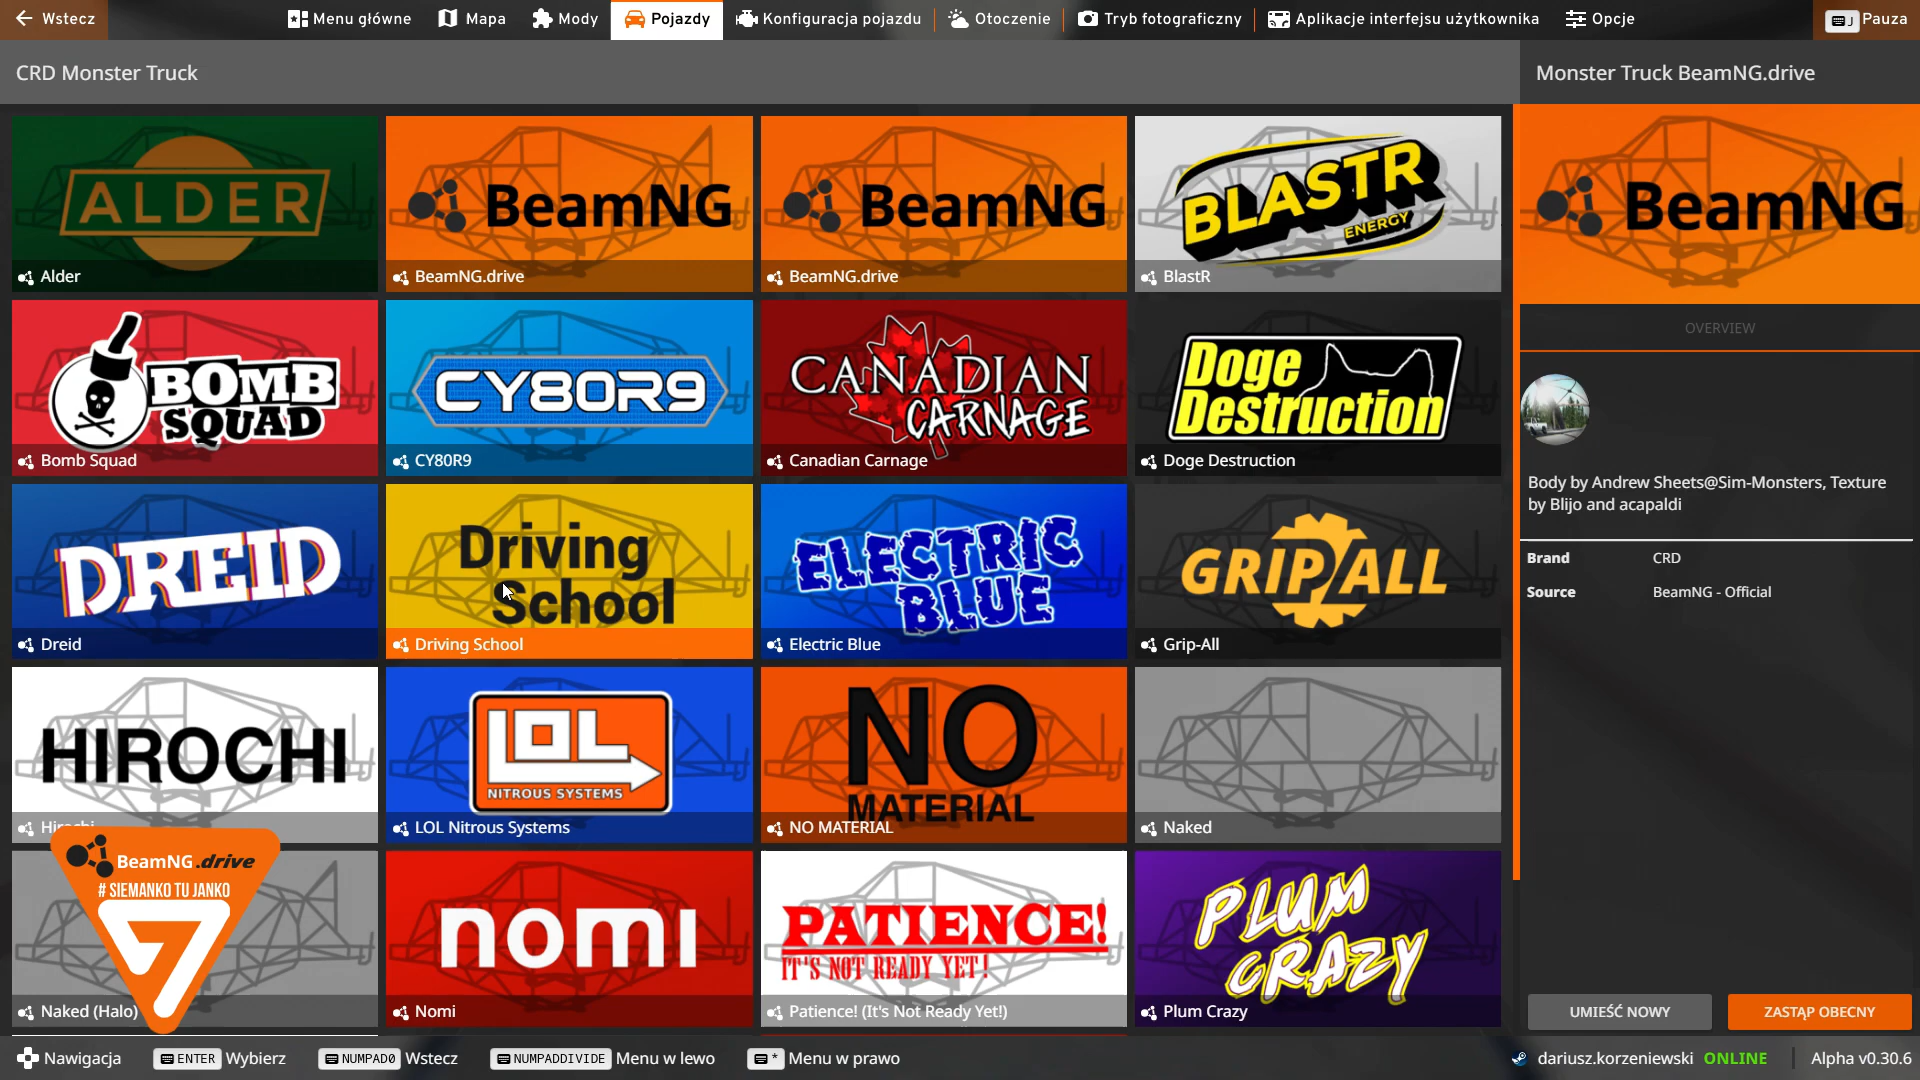 Wstecz
Menu główne
Mapa
Mody
Pojazdy
Konfiguracja pojazdu
Otoczenie
Tryb fotograficzny
Aplikacje interfejsu użytkownika
Opcje
J Pauza
CRD Monster Truck
Monster Truck BeamNG.drive
ALDER
Alder
BeamNG
BeamNG.drive
BeamNG
BeamNG.drive
BLASTR
ENERGY
BlastR
BeamNG
BOMB
SQUAD
Bomb Squad
CY80R9
CY80R9
CANADIAN
CARNAGE
Canadian Carnage
Doge
Destruction
Doge Destruction
OVERVIEW
Body by Andrew Sheets@Sim-Monsters, Texture
by Blijo and acapaldi
Brand CRD
Source BeamNG - Official
DREID
Dreid
Driving
School
Driving School
ELECTRIC
BLUE
Electric Blue
GRIP ALL
Grip-All
HIROCHI
Hirochi
LOL
NITROUS SYSTEMS
LOL Nitrous Systems
NO
MATERIAL
NO MATERIAL
Naked
BeamNG.drive
# SIEMANKO TU JANKO
Naked (Halo)
nomi
Nomi
PATIENCE!
IT'S NOT READY YET!
Patience! (It's Not Ready Yet!)
PLUM
CRAZY
Plum Crazy
UMIEŚĆ NOWY
ZASTĄP OBECNY
Nawigacja
ENTER Wybierz
NUMPAD0 Wstecz
NUMPADDIVIDE Menu w lewo
* Menu w prawo
dariusz.korzeniewski ONLINE
Alpha v0.30.6